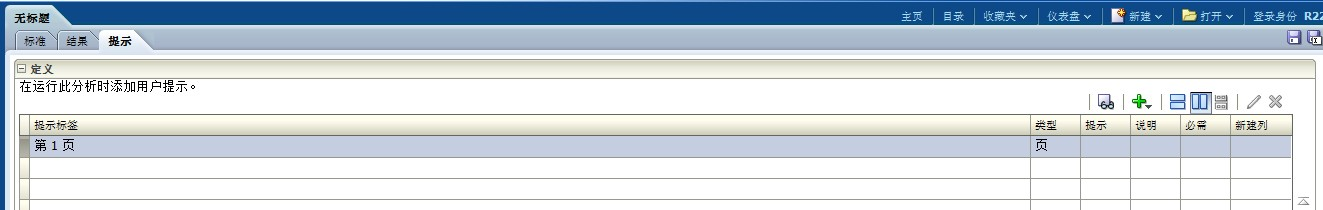 无标题
主页 目录 收藏夹 仪表盘 新建 打开 登录身份 R22
标准 结果 提示
定义
在运行此分析时添加用户提示。
提示标签 类型 提示 说明 必需 新建列
第 1 页 页